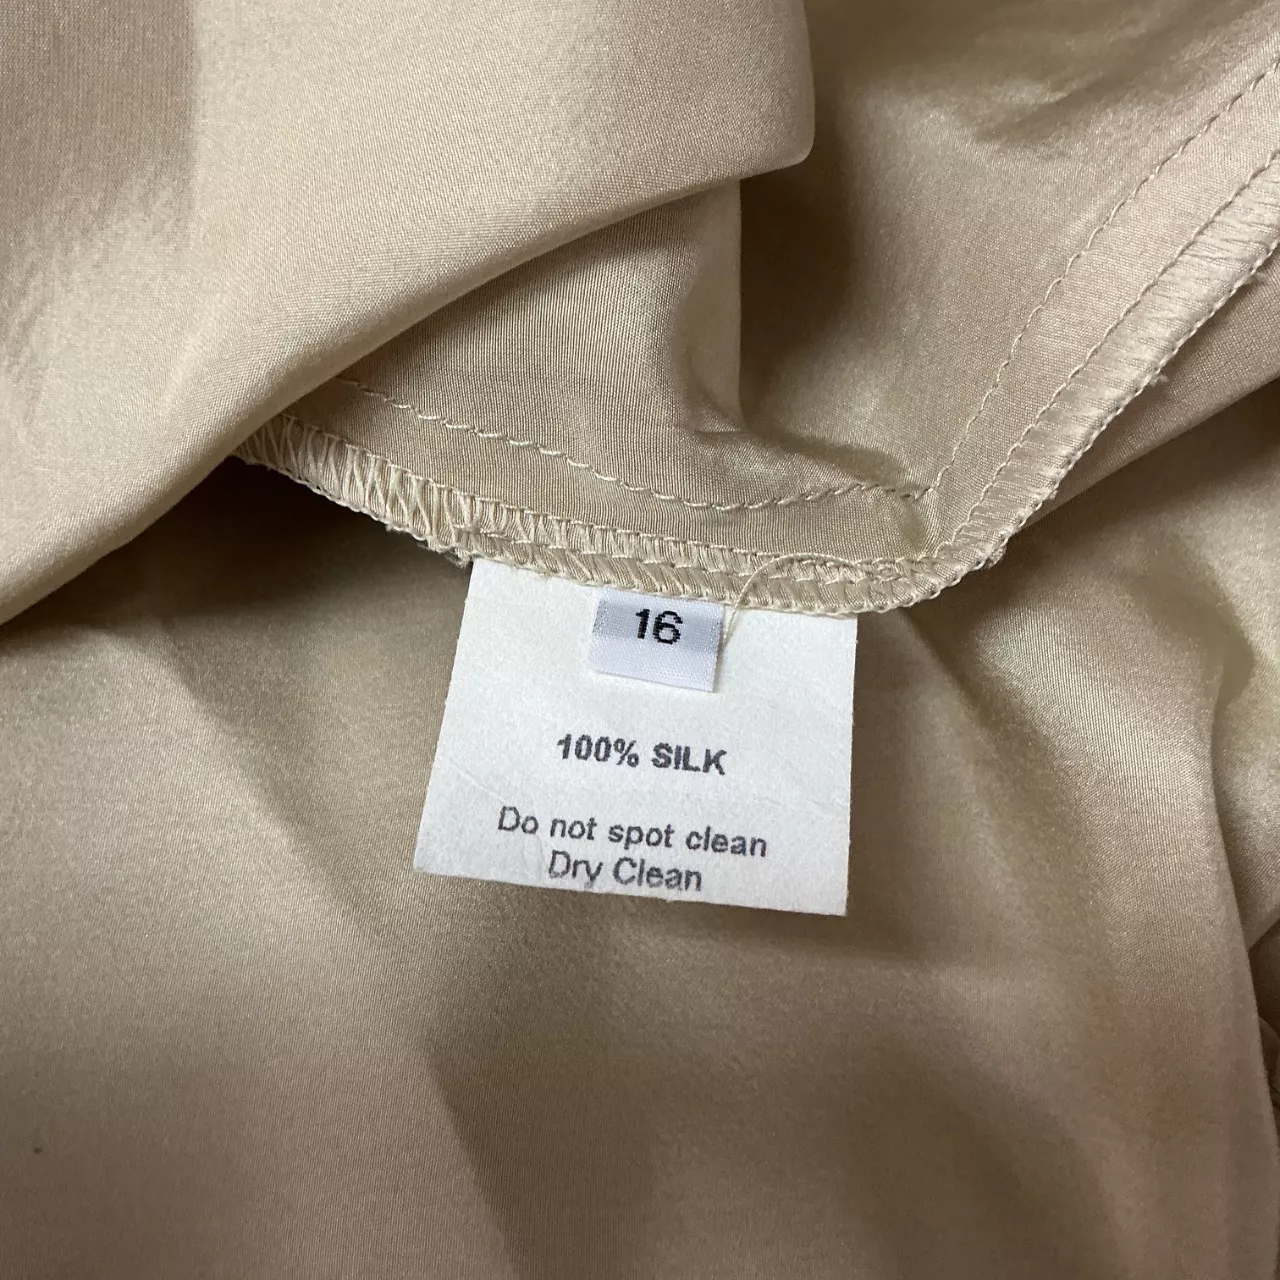 16
100% SILK
Do not spot clean
Dry Clean